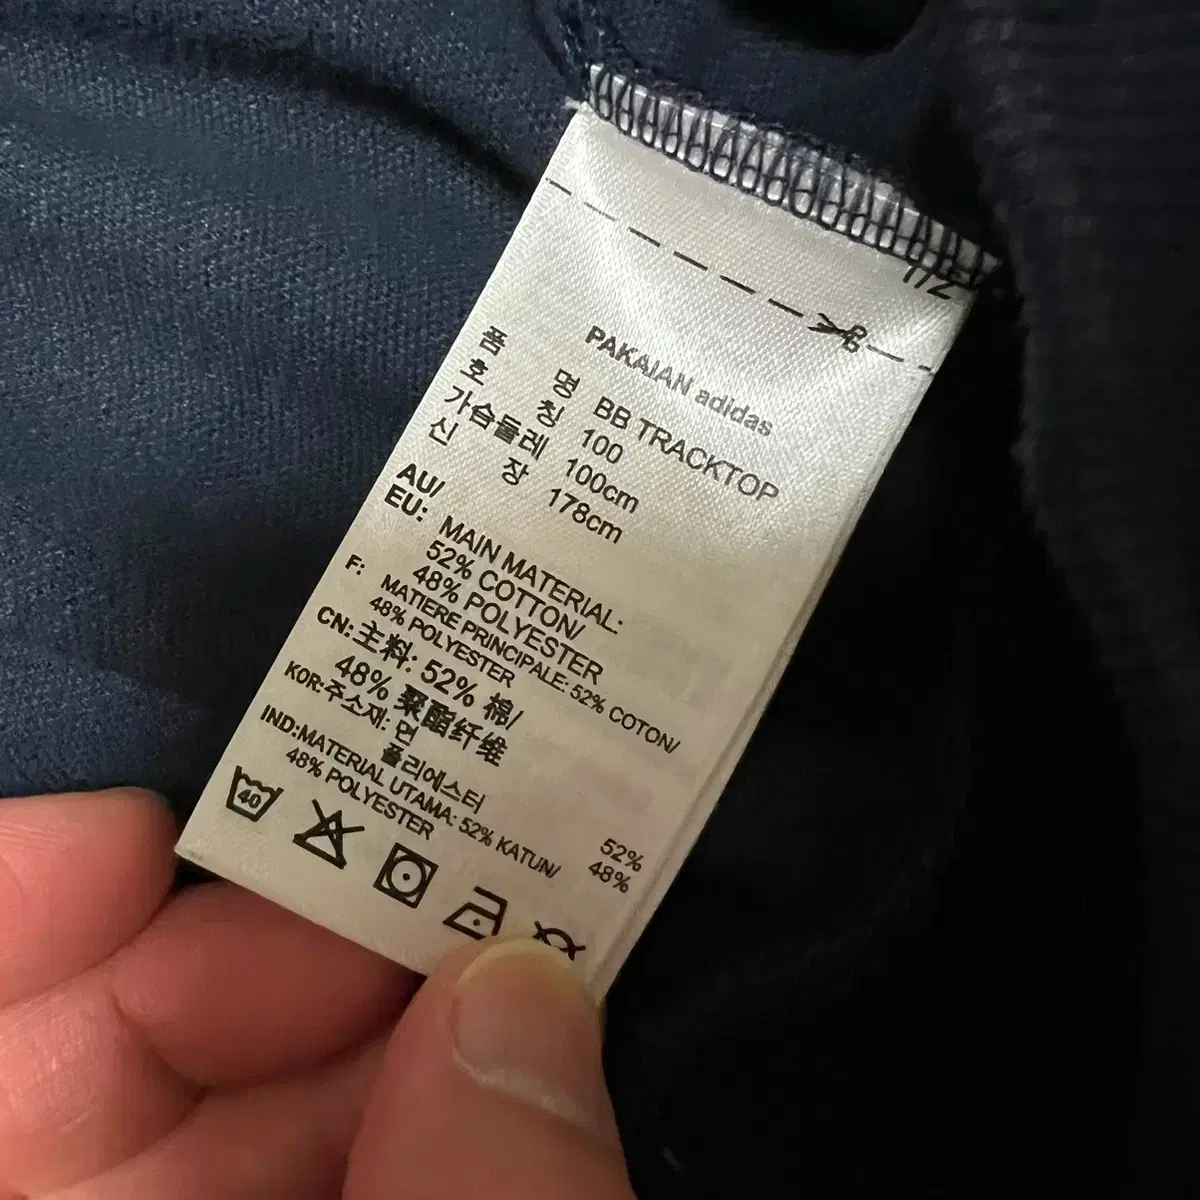 1/2
PAKAIAN adidas
품 명 BB TRACKTOP
호 칭 100
가슴둘레 100cm
신 장 178cm
AU/
EU: MAIN MATERIAL:
52% COTTON/
48% POLYESTER
F: MATIERE PRINCIPALE: 52% COTON/
48% POLYESTER
CN: 主料: 52% 棉/
48% 聚酯纤维
KOR: 주소재: 면 52%
폴리에스터 48%
IND: MATERIAL UTAMA: 52% KATUN/
48% POLYESTER
40